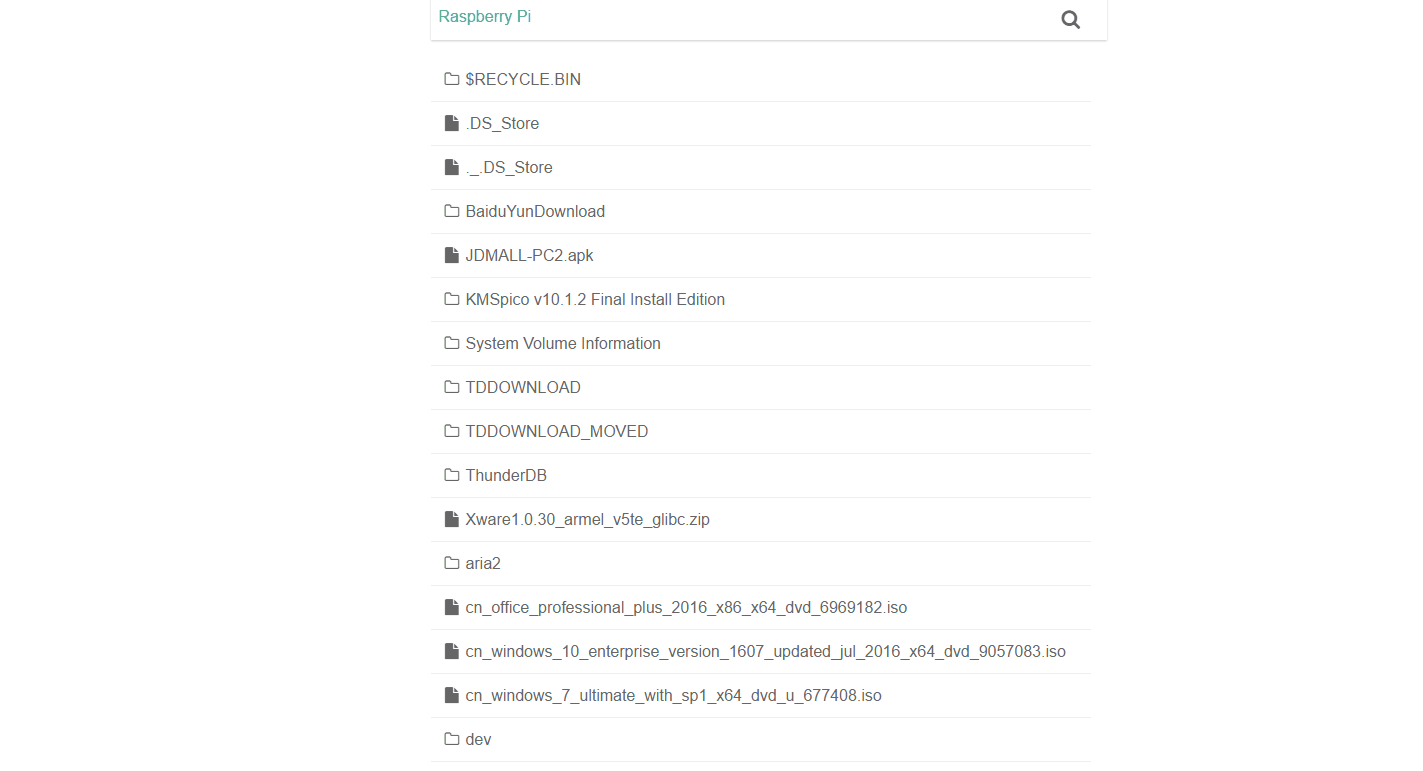 Raspberry Pi
$RECYCLE.BIN
.DS_Store
._.DS_Store
BaiduYunDownload
JDMALL-PC2.apk
KMSpico v10.1.2 Final Install Edition
System Volume Information
TDDOWNLOAD
TDDOWNLOAD_MOVED
ThunderDB
Xware1.0.30_armel_v5te_glibc.zip
aria2
cn_office_professional_plus_2016_x86_x64_dvd_6969182.iso
cn_windows_10_enterprise_version_1607_updated_jul_2016_x64_dvd_9057083.iso
cn_windows_7_ultimate_with_sp1_x64_dvd_u_677408.iso
dev